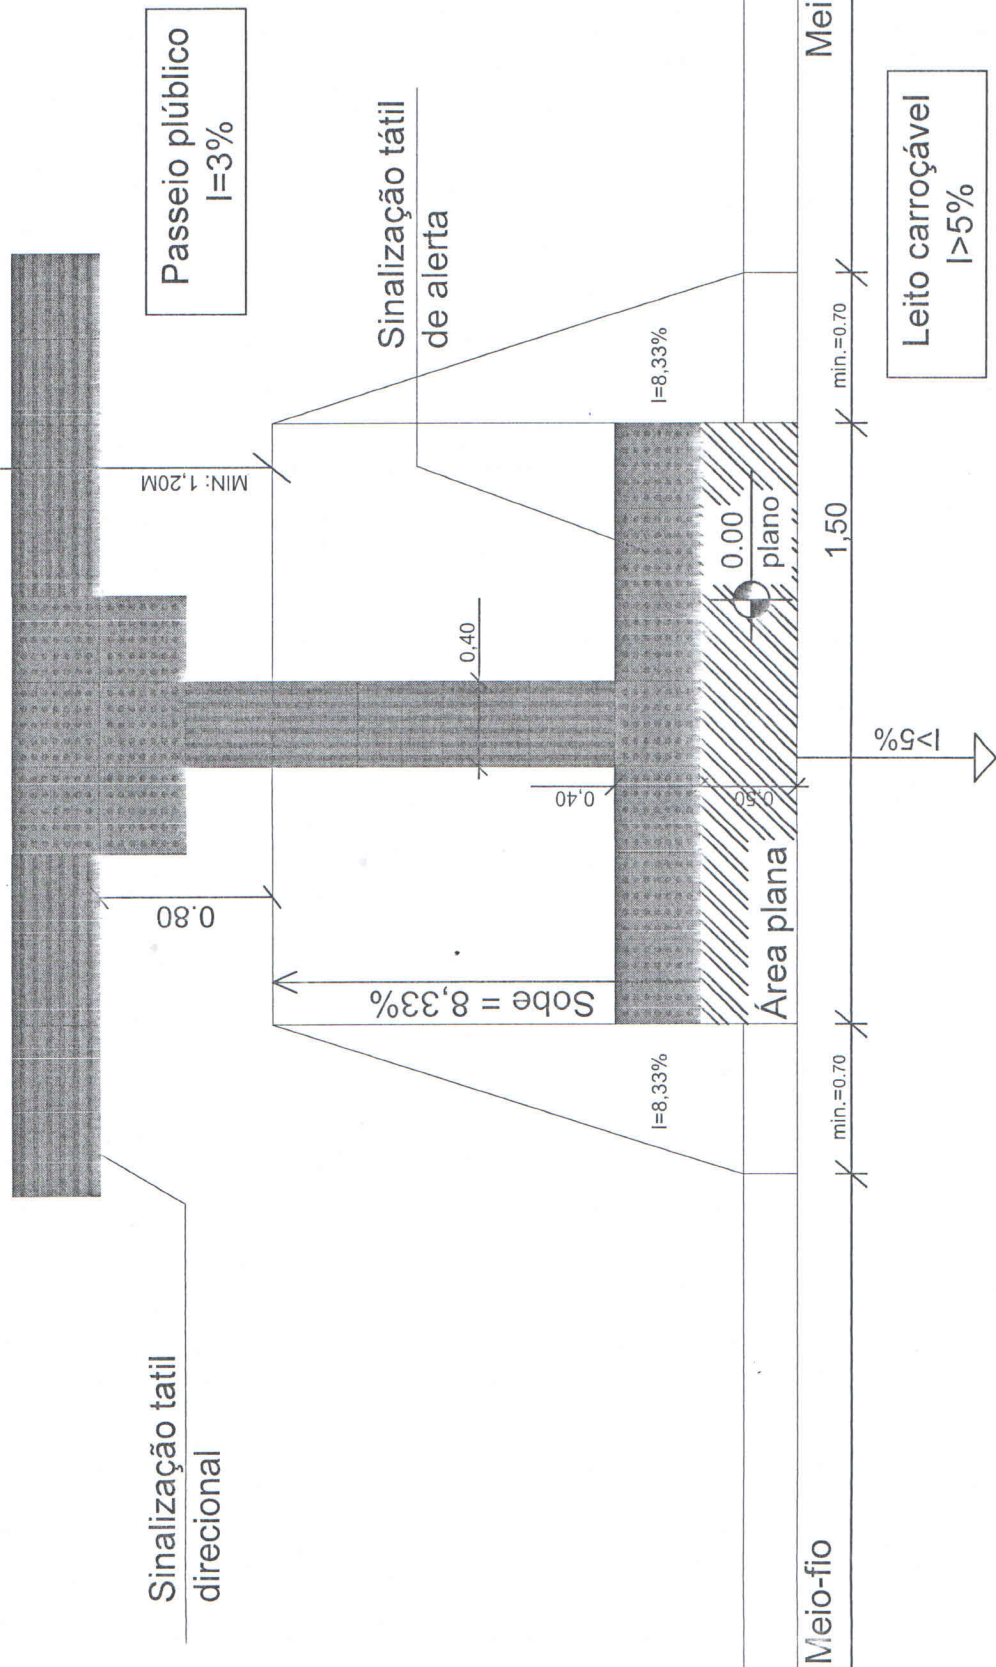 Passeio plúblico
I=3%
Sinalização tátil
de alerta
Sinalização tatil
direcional
MIN: 1,20M
0.80
0,40
Sobe = 8,33%
0,40
0,50
I=8,33%
I=8,33%
0.00
plano
Área plana
Meio-fio
Mei
min.=0.70
1,50
min.=0.70
I>5%
Leito carroçável
I>5%